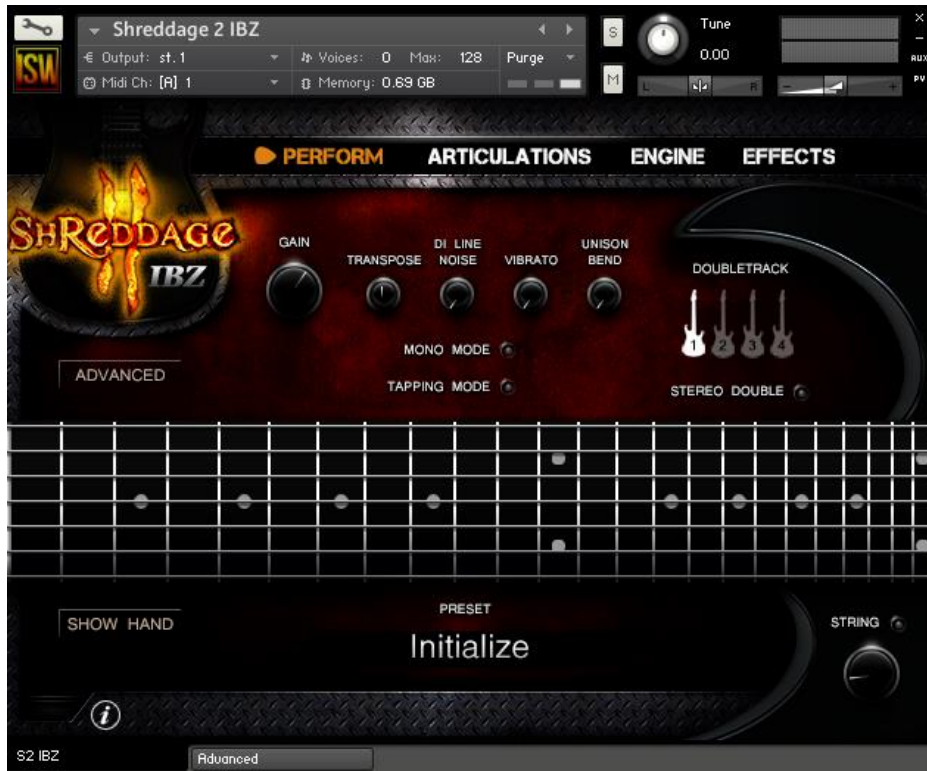 Shreddage 2 IBZ
S
Tune
0.00
×
–
AUX
PV
Output: st.1
Voices: 0 Max: 128
Purge
Midi Ch: [A] 1
Memory: 0.69 GB
M
L
R
–
+
ISW
PERFORM
ARTICULATIONS
ENGINE
EFFECTS
SHREDDAGE
II
IBZ
GAIN
TRANSPOSE
DI LINE
NOISE
VIBRATO
UNISON
BEND
DOUBLETRACK
1 2 3 4
MONO MODE
TAPPING MODE
STEREO DOUBLE
ADVANCED
SHOW HAND
PRESET
Initialize
STRING
i
S2 IBZ
Advanced